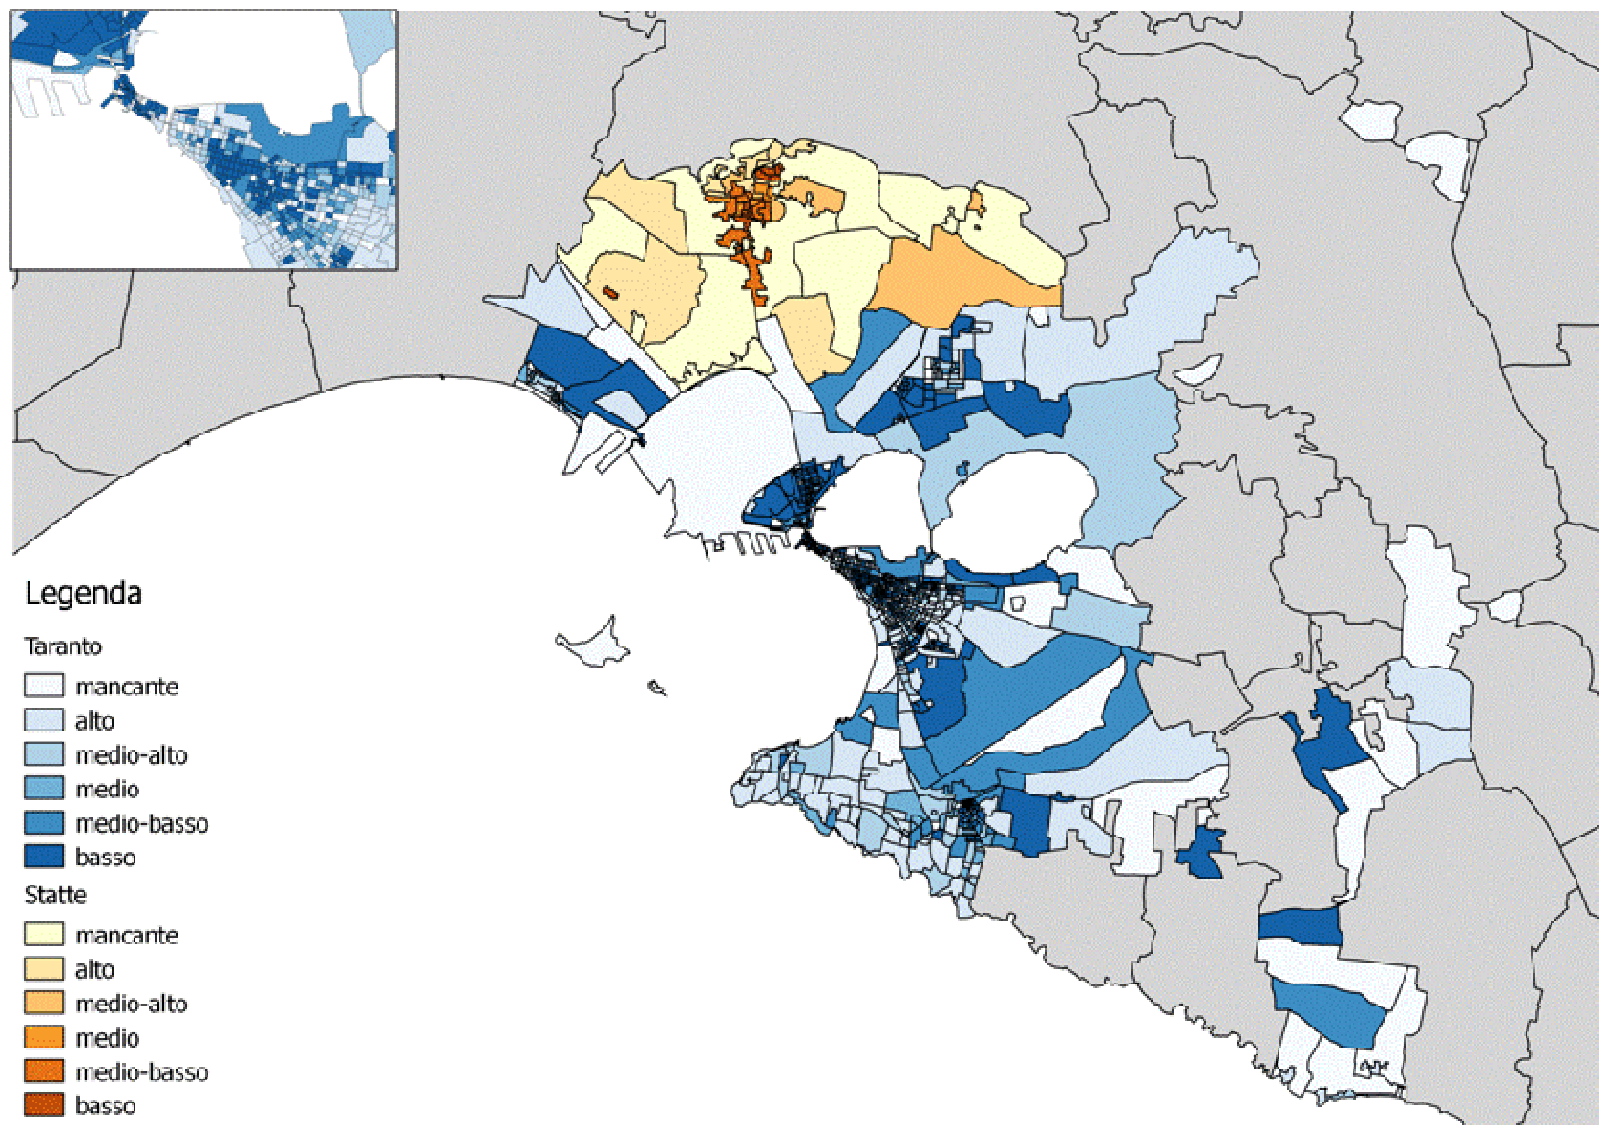 Legenda
Taranto
mancante
alto
medio-alto
medio
medio-basso
basso
Statte
mancante
alto
medio-alto
medio
medio-basso
basso